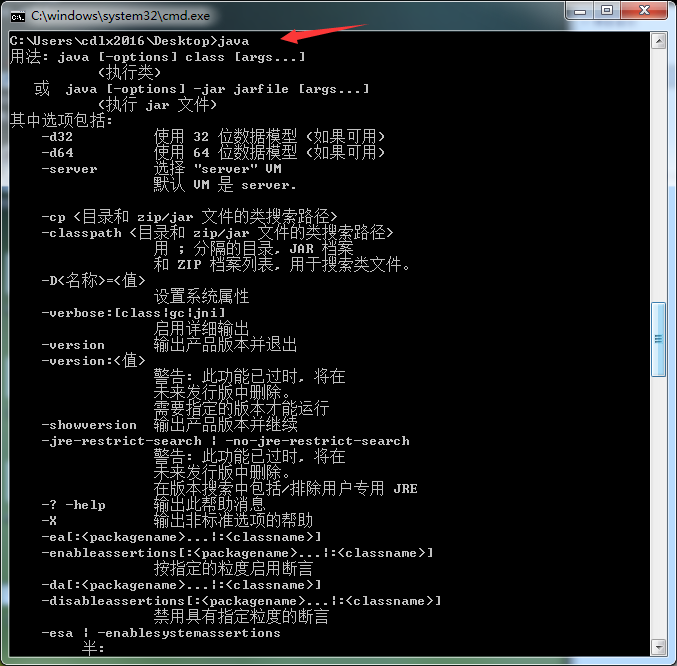 C:\windows\system32\cmd.exe
C:\Users\cdlx2016\Desktop>java
用法: java [-options] class [args...]
(执行类)
或 java [-options] -jar jarfile [args...]
(执行 jar 文件)
其中选项包括:
-d32 使用 32 位数据模型 (如果可用)
-d64 使用 64 位数据模型 (如果可用)
-server 选择 "server" VM
默认 VM 是 server.
-cp <目录和 zip/jar 文件的类搜索路径>
-classpath <目录和 zip/jar 文件的类搜索路径>
用 ; 分隔的目录, JAR 档案
和 ZIP 档案列表, 用于搜索类文件。
-D<名称>=<值>
设置系统属性
-verbose:[class|gc|jni]
启用详细输出
-version 输出产品版本并退出
-version:<值>
警告: 此功能已过时, 将在
未来发行版中删除。
需要指定的版本才能运行
-showversion 输出产品版本并继续
-jre-restrict-search | -no-jre-restrict-search
警告: 此功能已过时, 将在
未来发行版中删除。
在版本搜索中包括/排除用户专用 JRE
-? -help 输出此帮助消息
-X 输出非标准选项的帮助
-ea[:<packagename>...|:<classname>]
-enableassertions[:<packagename>...|:<classname>]
按指定的粒度启用断言
-da[:<packagename>...|:<classname>]
-disableassertions[:<packagename>...|:<classname>]
禁用具有指定粒度的断言
-esa | -enablesystemassertions
半: